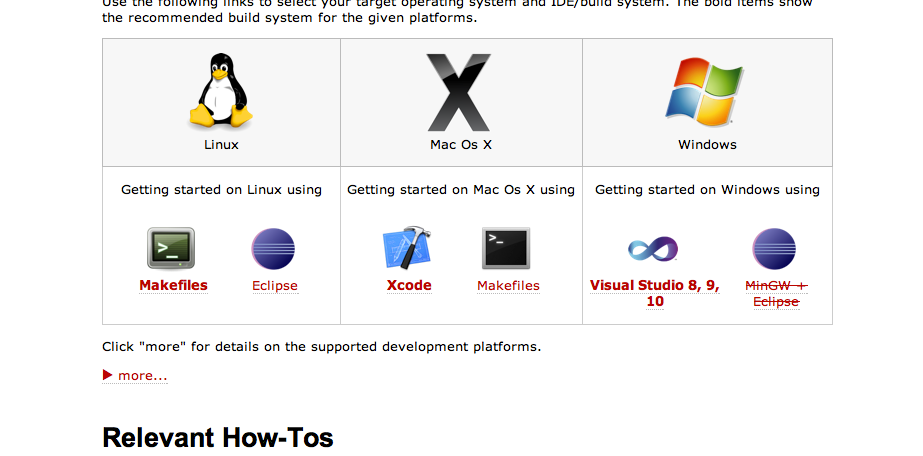 Use the following links to select your target operating system and IDE/build system. The bold items show
the recommended build system for the given platforms.
Linux
Mac Os X
Windows
Getting started on Linux using
Getting started on Mac Os X using
Getting started on Windows using
Makefiles
Eclipse
Xcode
Makefiles
Visual Studio 8, 9,
10
MinGW +
Eclipse
Click "more" for details on the supported development platforms.
more...
Relevant How-Tos